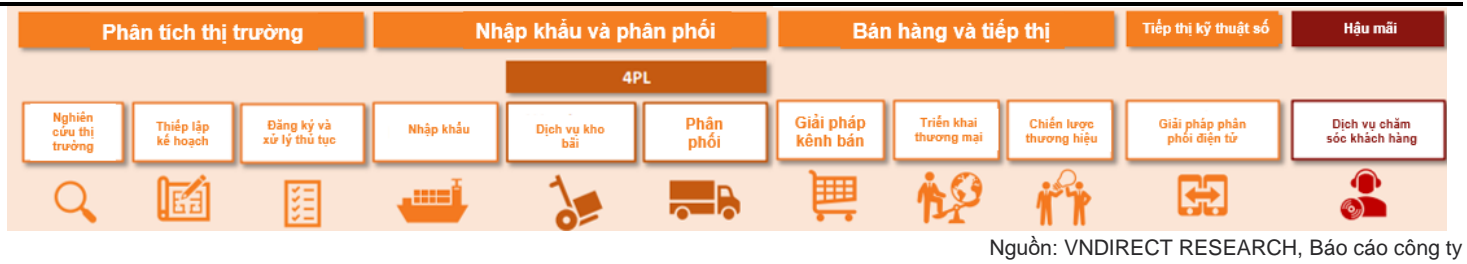 Phân tích thị trường
Nhập khẩu và phân phối
Bán hàng và tiếp thị
Tiếp thị kỹ thuật số
Hậu mãi
4PL
Nghiên
cứu thị
trường
Thiếp lập
kế hoạch
Đăng ký và
xử lý thủ tục
Nhập khẩu
Dịch vụ kho
bãi
Phân
phối
Giải pháp
kênh bán
Triển khai
thương mại
Chiến lược
thương hiệu
Giải pháp phân
phối điện tử
Dịch vụ chăm
sóc khách hàng
Nguồn: VNDIRECT RESEARCH, Báo cáo công ty